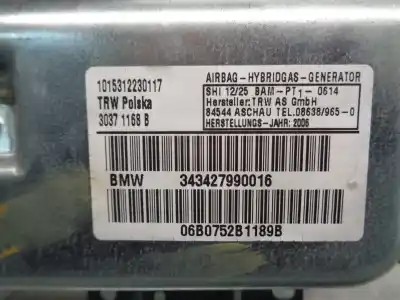 1015312230117
TRW Polska
3037 1168 B
AIRBAG-HYBRIDGAS-GENERATOR
SHI 12/25 BAM-PT1-0614
Hersteller:TRW AS GmbH
84544 ASCHAU TEL.08638/965-0
HERSTELLUNGS-JAHR: 2006
BMW 343427990016
06B0752B1189B